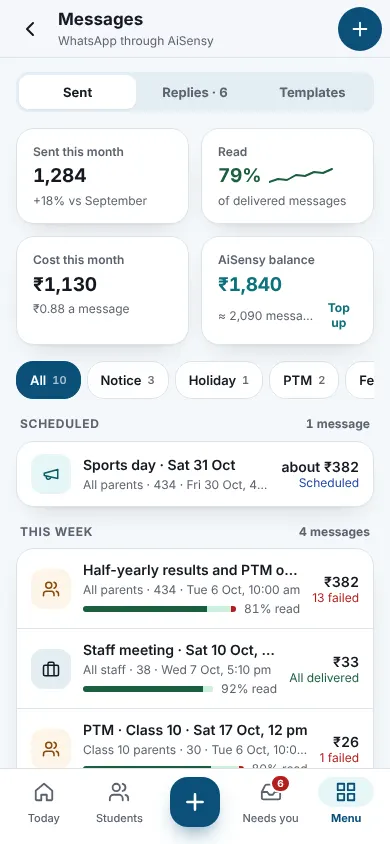 Messages
WhatsApp through AiSensy
Sent
Replies · 6
Templates
Sent this month
1,284
+18% vs September
Read
79%
of delivered messages
Cost this month
₹1,130
₹0.88 a message
AiSensy balance
₹1,840
≈ 2,090 messa...
Top
up
All 10
Notice 3
Holiday 1
PTM 2
Fe
SCHEDULED
1 message
Sports day · Sat 31 Oct
about ₹382
All parents · 434 · Fri 30 Oct, 4...
Scheduled
THIS WEEK
4 messages
Half-yearly results and PTM o...
₹382
All parents · 434 · Tue 6 Oct, 10:00 am
13 failed
81% read
Staff meeting · Sat 10 Oct, ...
₹33
All staff · 38 · Wed 7 Oct, 5:10 pm
All delivered
92% read
PTM · Class 10 · Sat 17 Oct, 12 pm
₹26
Class 10 parents · 30 · Tue 6 Oct, 10:0...
1 failed
6
Today
Students
Needs you
Menu